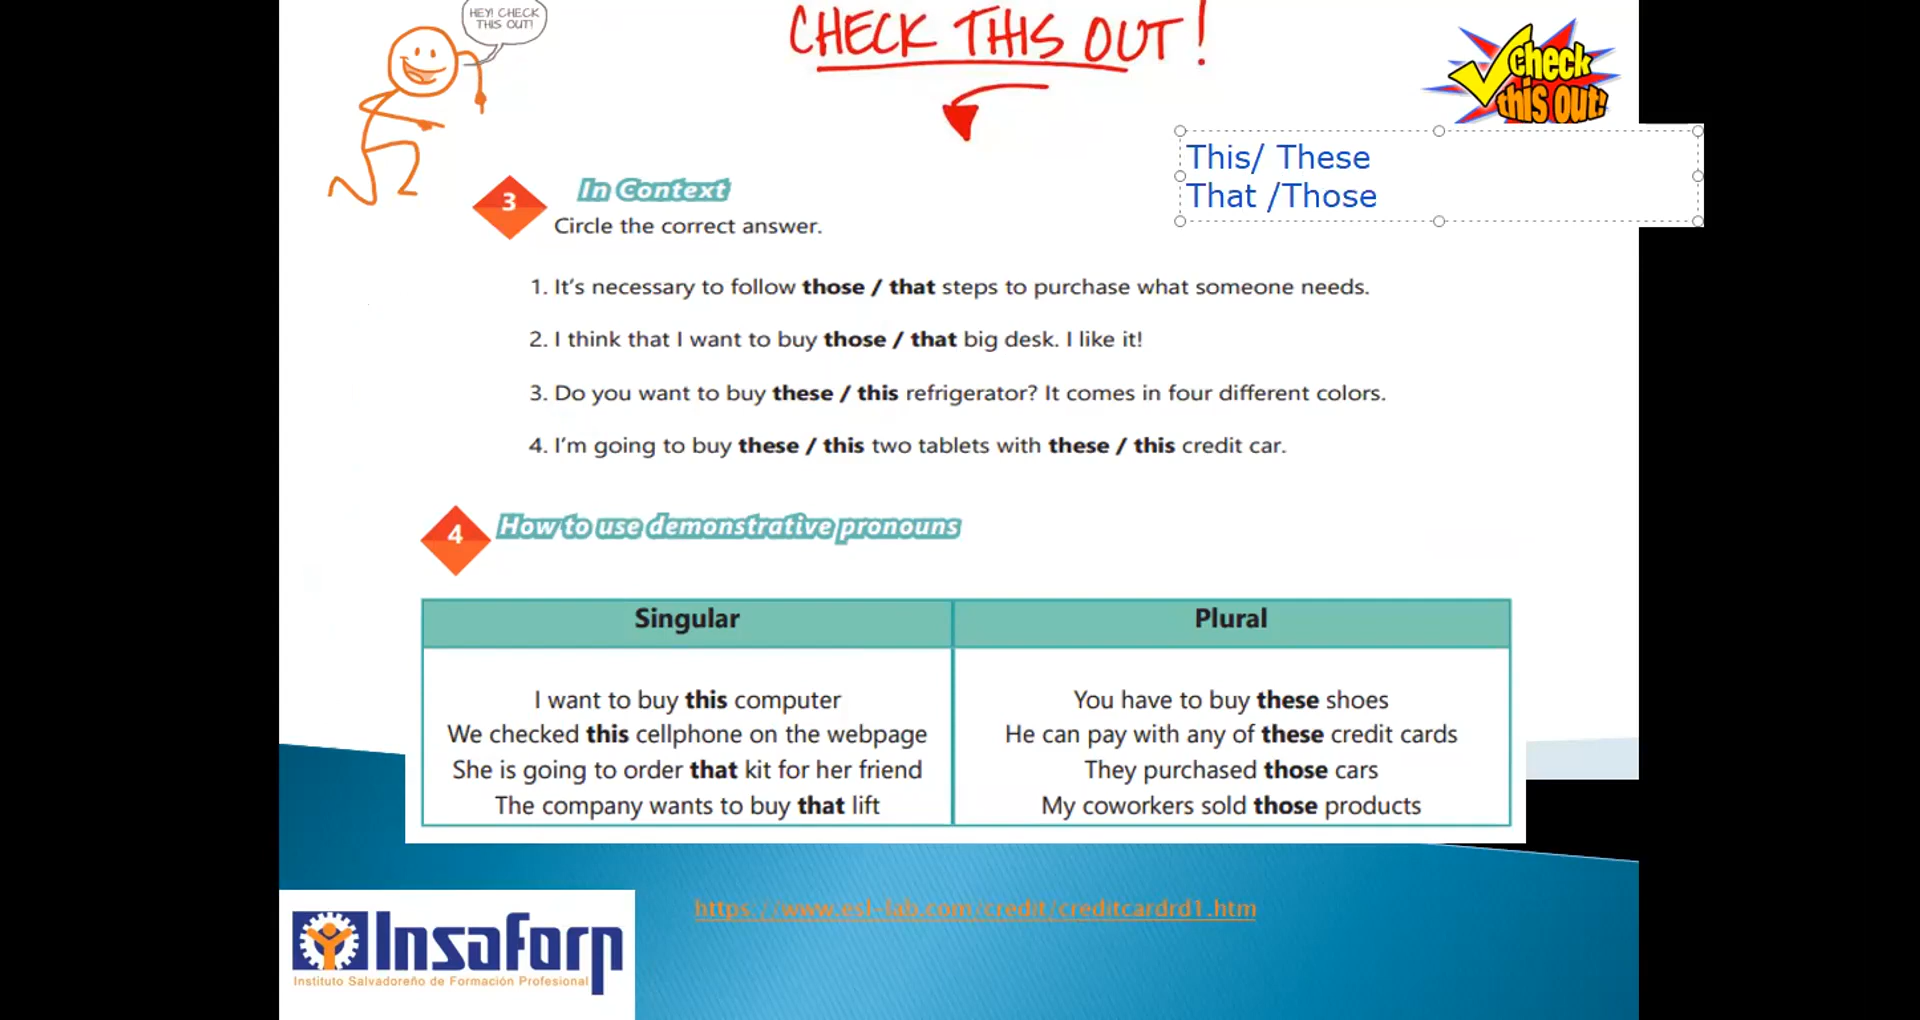 HEY! CHECK
THIS OUT!
CHECK THIS OUT!
check
this out!
This/ These
That /Those
3
In Context
Circle the correct answer.
1. It's necessary to follow those / that steps to purchase what someone needs.
2. I think that I want to buy those / that big desk. I like it!
3. Do you want to buy these / this refrigerator? It comes in four different colors.
4. I'm going to buy these / this two tablets with these / this credit car.
4
How to use demonstrative pronouns
Singular
I want to buy this computer
We checked this cellphone on the webpage
She is going to order that kit for her friend
The company wants to buy that lift
Plural
You have to buy these shoes
He can pay with any of these credit cards
They purchased those cars
My coworkers sold those products
https://www.esl-lab.com/credit/creditcardrd1.htm
Insaforp
Instituto Salvadoreño de Formación Profesional